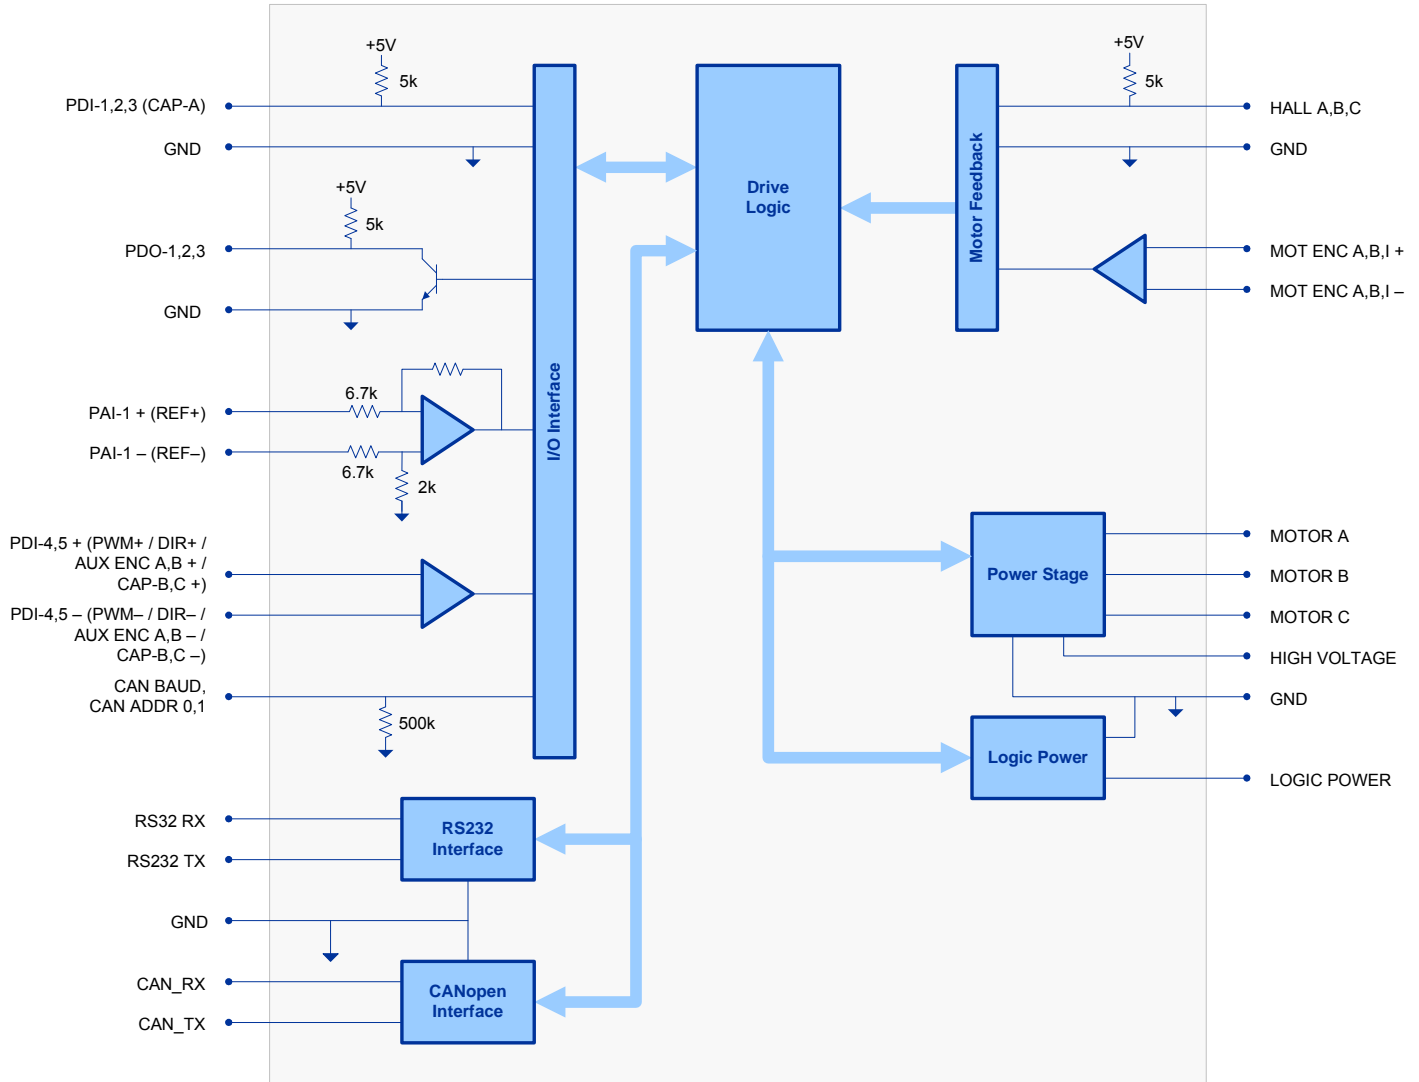 +5V
5k
PDI-1,2,3 (CAP-A)
GND
+5V
5k
PDO-1,2,3
GND
6.7k
PAI-1 + (REF+)
PAI-1 – (REF–)
6.7k
2k
PDI-4,5 + (PWM+ / DIR+ /
AUX ENC A,B + /
CAP-B,C +)
PDI-4,5 – (PWM– / DIR– /
AUX ENC A,B – /
CAP-B,C –)
CAN BAUD,
CAN ADDR 0,1
500k
RS32 RX
RS232 TX
GND
CAN_RX
CAN_TX
I/O Interface
RS232
Interface
CANopen
Interface
Drive
Logic
Motor Feedback
+5V
5k
HALL A,B,C
GND
MOT ENC A,B,I +
MOT ENC A,B,I –
Power Stage
MOTOR A
MOTOR B
MOTOR C
HIGH VOLTAGE
GND
Logic Power
LOGIC POWER